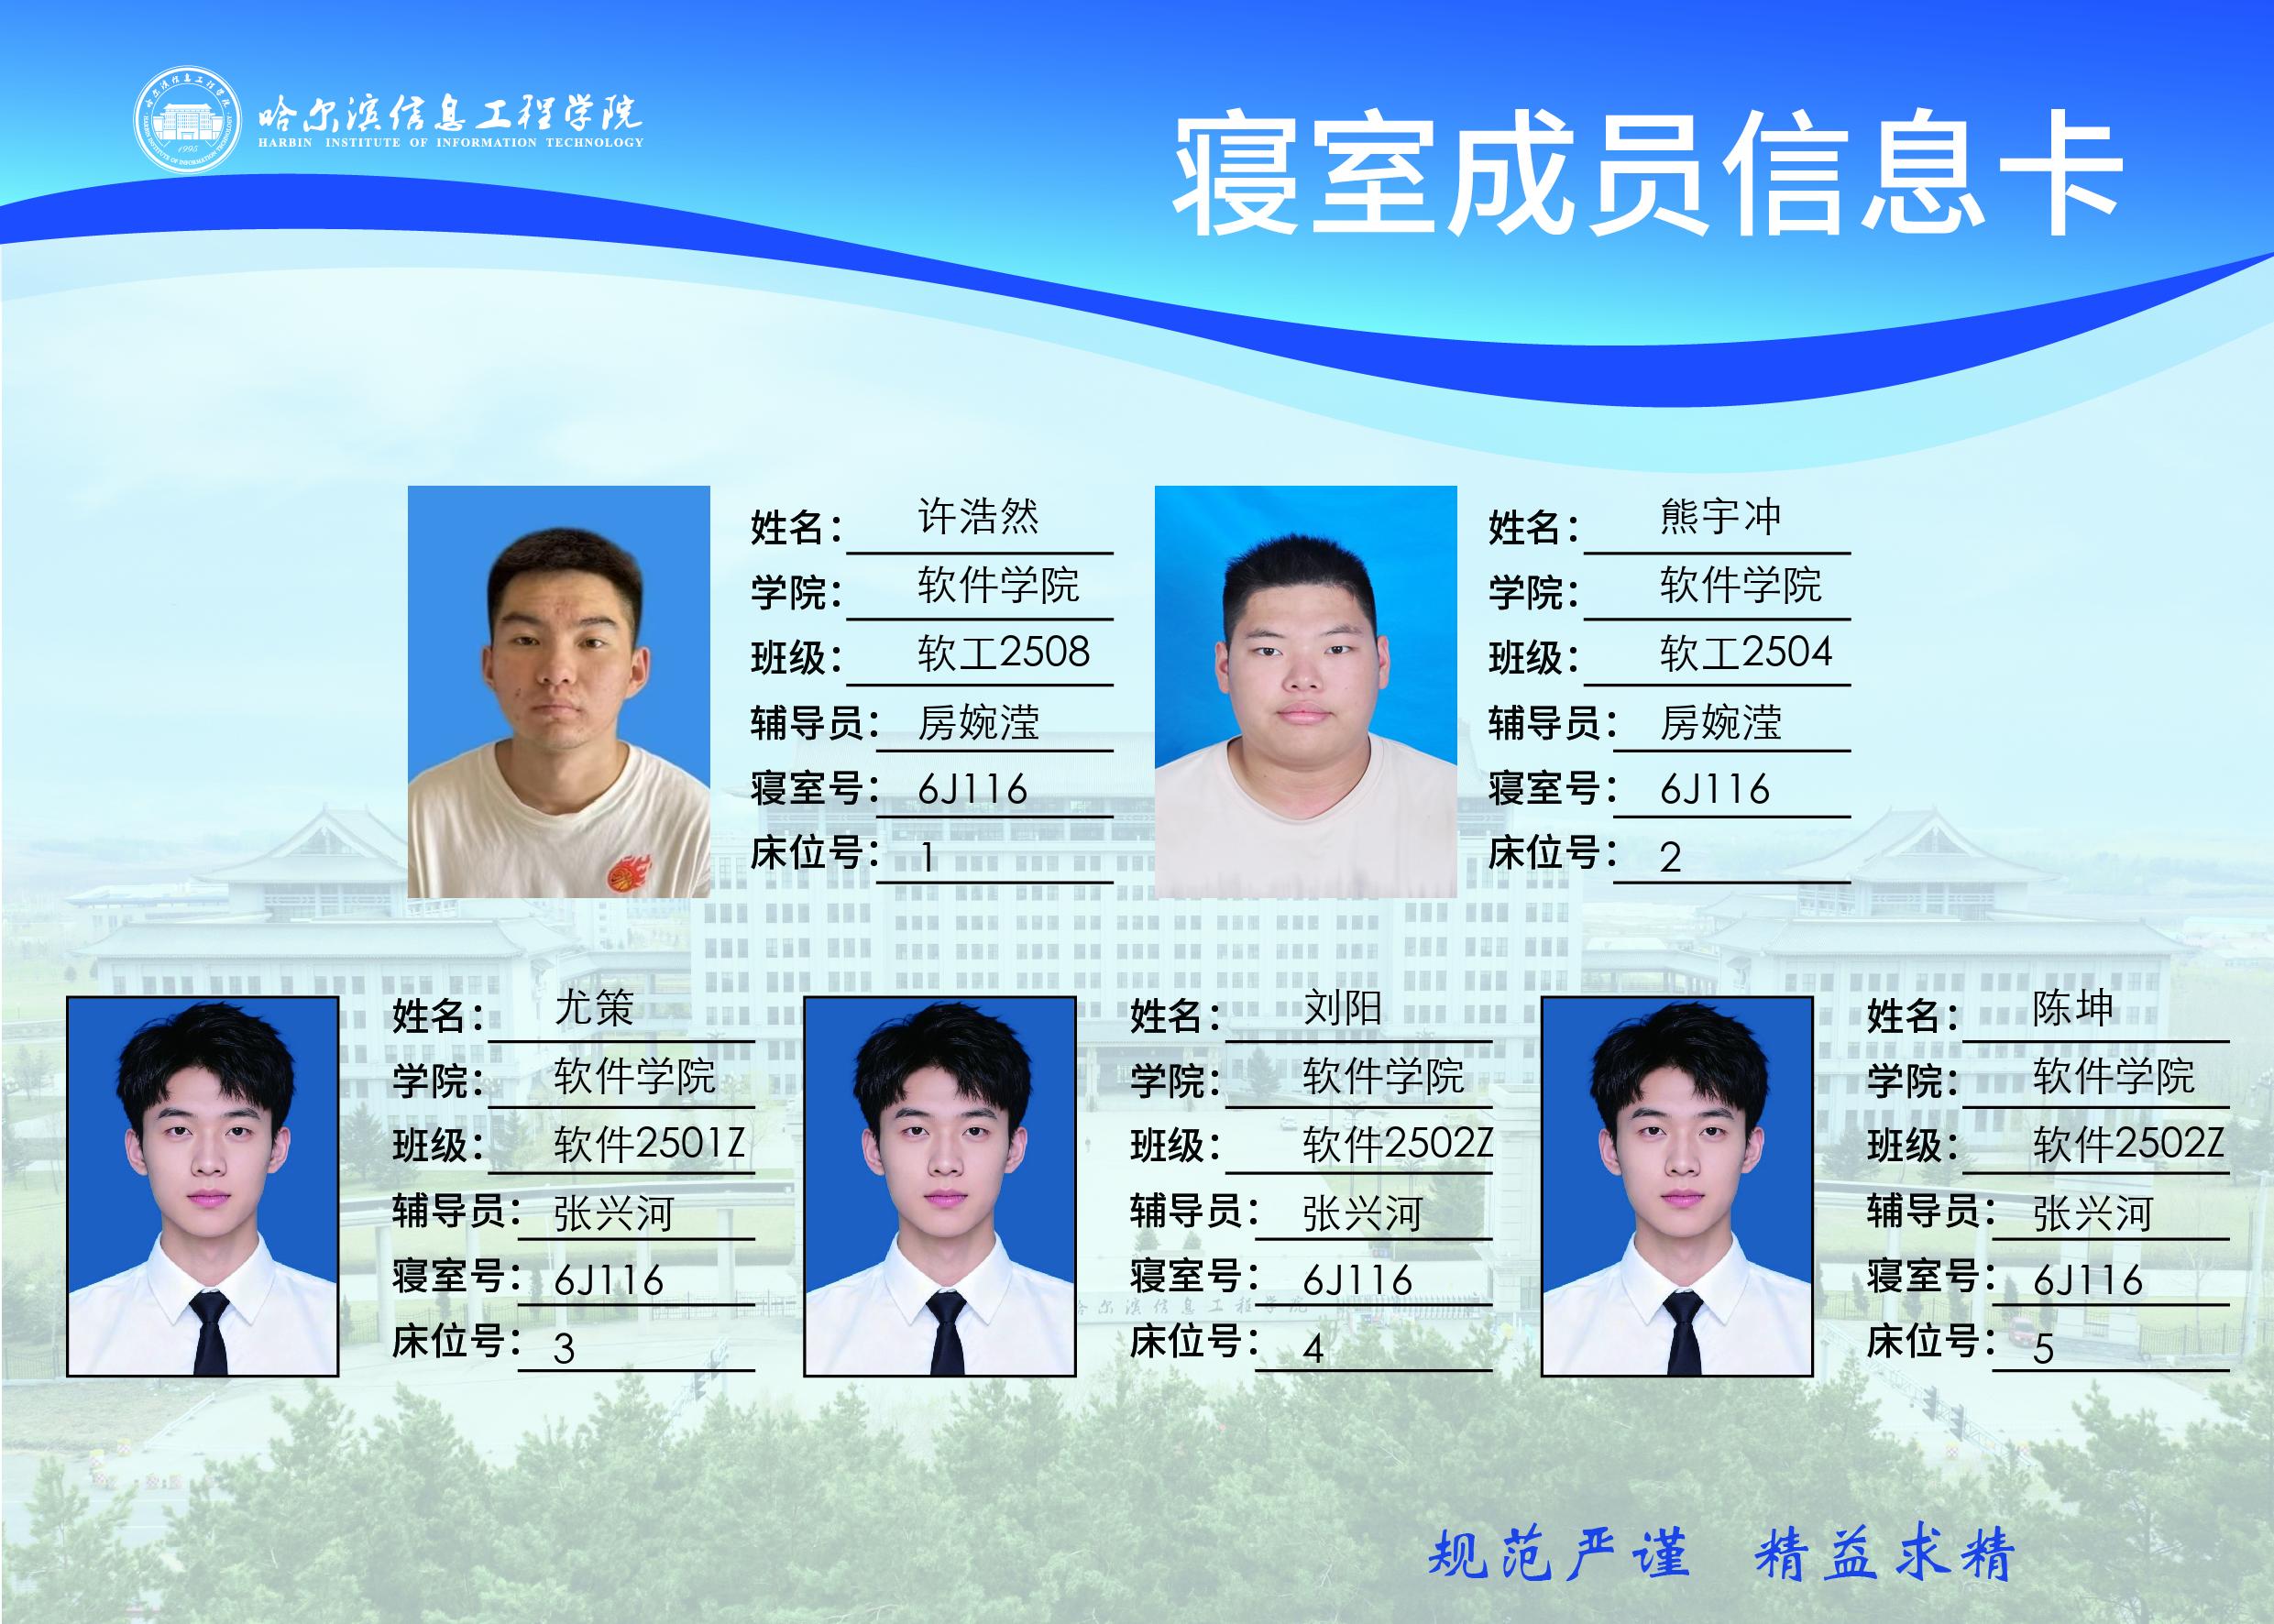 哈尔滨信息工程学院
HARBIN INSTITUTE OF INFORMATION TECHNOLOGY
1995
寝室成员信息卡
姓名： 许浩然
学院： 软件学院
班级： 软工2508
辅导员： 房婉滢
寝室号： 6J116
床位号： 1
姓名： 熊宇冲
学院： 软件学院
班级： 软工2504
辅导员： 房婉滢
寝室号： 6J116
床位号： 2
姓名： 尤策
学院： 软件学院
班级： 软件2501Z
辅导员： 张兴河
寝室号： 6J116
床位号： 3
姓名： 刘阳
学院： 软件学院
班级： 软件2502Z
辅导员： 张兴河
寝室号： 6J116
床位号： 4
姓名： 陈坤
学院： 软件学院
班级： 软件2502Z
辅导员： 张兴河
寝室号： 6J116
床位号： 5
哈尔滨信息工程学院
规范严谨 精益求精